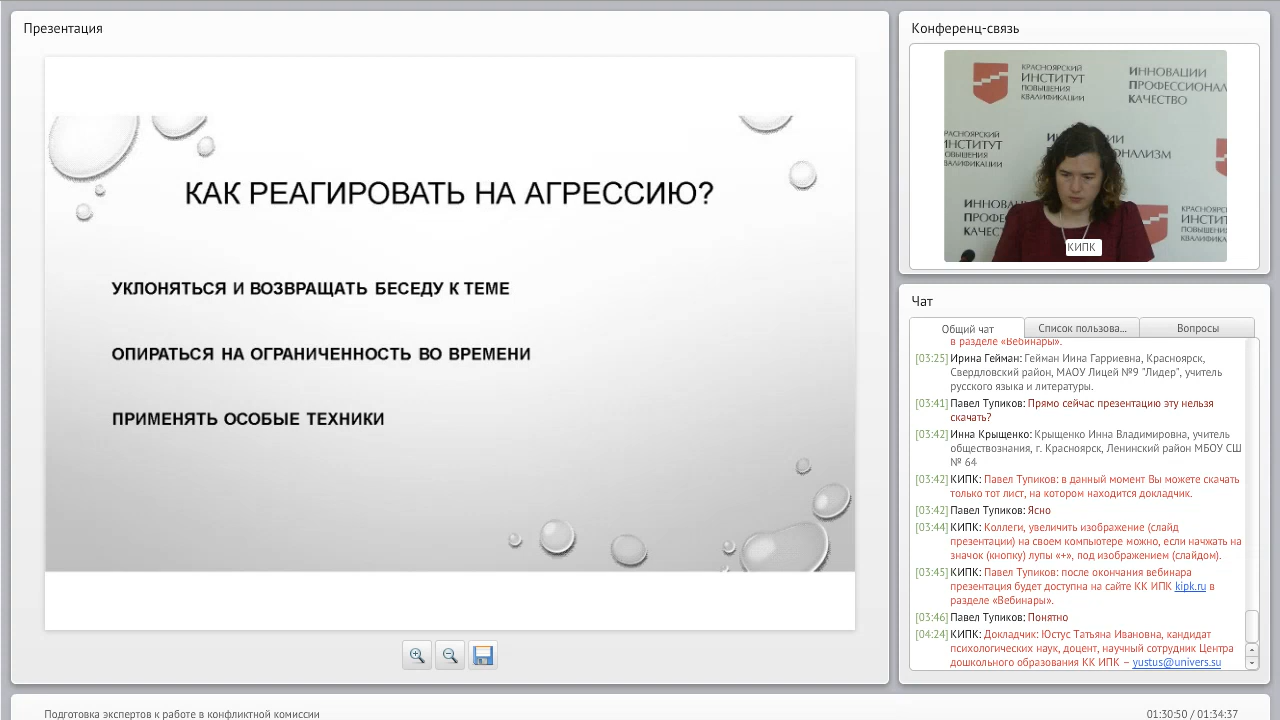 Презентация
КАК РЕАГИРОВАТЬ НА АГРЕССИЮ?
УКЛОНЯТЬСЯ И ВОЗВРАЩАТЬ БЕСЕДУ К ТЕМЕ
ОПИРАТЬСЯ НА ОГРАНИЧЕННОСТЬ ВО ВРЕМЕНИ
ПРИМЕНЯТЬ ОСОБЫЕ ТЕХНИКИ
Конференц-связь
КРАСНОЯРСКИЙ
ИНСТИТУТ
ПОВЫШЕНИЯ
КВАЛИФИКАЦИИ
ИННОВАЦИИ
ПРОФЕССИОНАЛ
КАЧЕСТВО
КРАСНОЯРСКИЙ
ИНСТИТУТ
ПОВЫШЕНИЯ
КВАЛИФИКАЦИИ
КИПК
Чат
Общий чат
Список пользова...
Вопросы
в разделе «Вебинары».
[03:25] Ирина Гейман: Гейман Иина Гарриевна, Красноярск,
Свердловский район, МАОУ Лицей №9 "Лидер", учитель
русского языка и литературы.
[03:41] Павел Тупиков: Прямо сейчас презентацию эту нельзя
скачать?
[03:42] Инна Крыщенко: Крыщенко Инна Владимировна, учитель
обществознания, г. Красноярск, Ленинский район МБОУ СШ
№ 64
[03:42] КИПК: Павел Тупиков: в данный момент Вы можете скачать
только тот лист, на котором находится докладчик.
[03:42] Павел Тупиков: Ясно
[03:44] КИПК: Коллеги, увеличить изображение (слайд
презентации) на своем компьютере можно, если начжать на
значок (кнопку) лупы «+», под изображением (слайдом).
[03:45] КИПК: Павел Тупиков: после окончания вебинара
презентация будет доступна на сайте КК ИПК kipk.ru в
разделе «Вебинары».
[03:46] Павел Тупиков: Понятно
[04:24] КИПК: Докладчик: Юстус Татьяна Ивановна, кандидат
психологических наук, доцент, научный сотрудник Центра
дошкольного образования КК ИПК – yustus@univers.su
Подготовка экспертов к работе в конфликтной комиссии
01:30:50 / 01:34:37